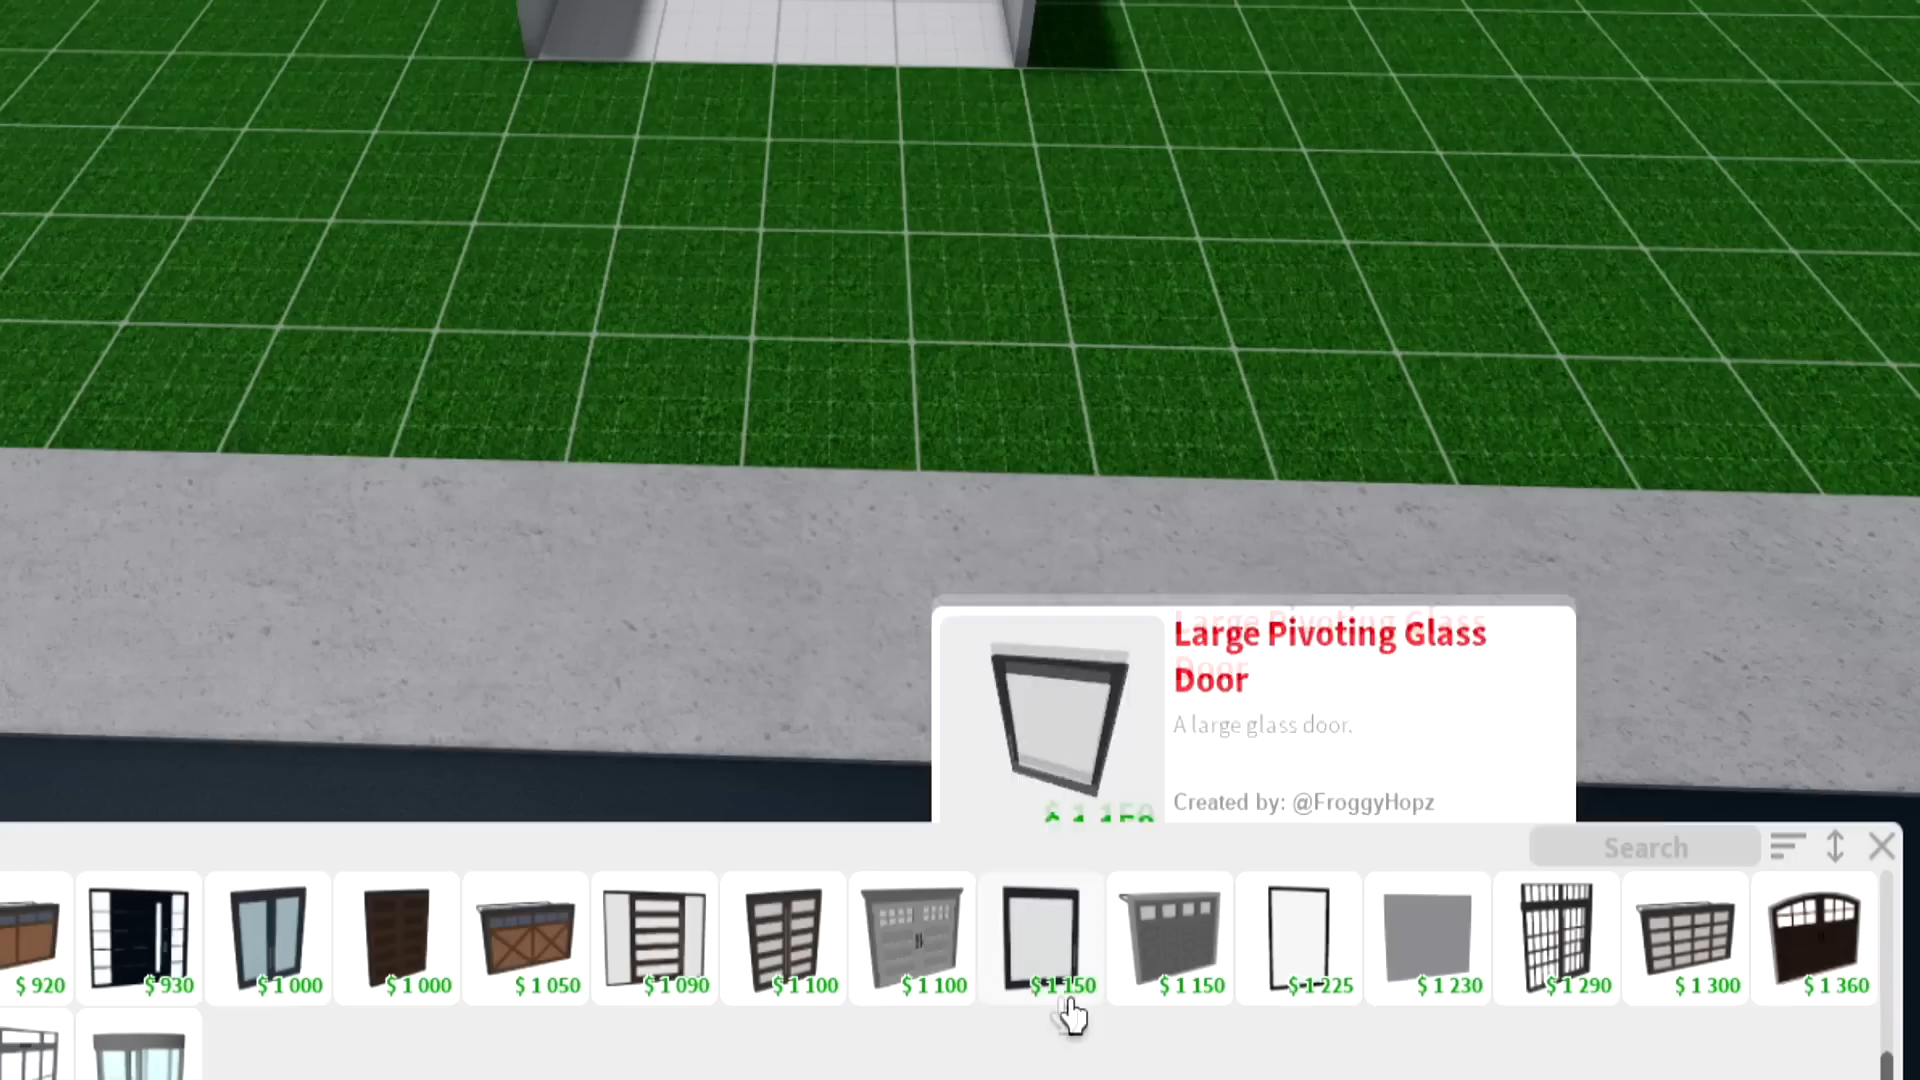 Large Pivoting Glass
Door
A large glass door.
Created by: @FroggyHopz
$ 1 150
Search
$ 920
$ 930
$ 1 000
$ 1 000
$ 1 050
$ 1 090
$ 1 100
$ 1 100
$ 1 150
$ 1 150
$ 1 225
$ 1 230
$ 1 290
$ 1 300
$ 1 360